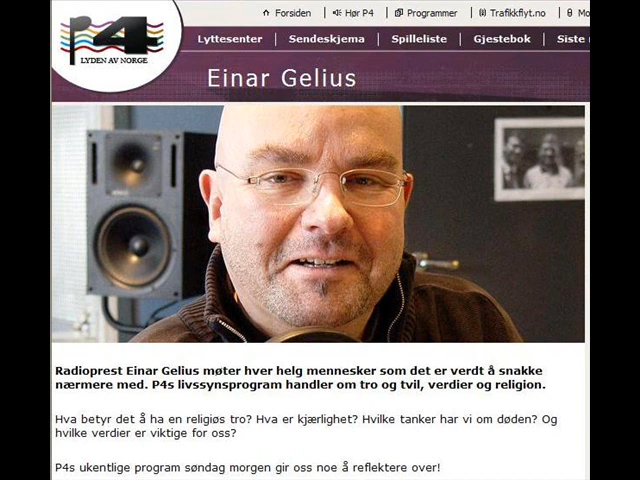 P4
LYDEN AV NORGE
Forsiden | Hør P4 | Programmer | Trafikkflyt.no | Mo
Lyttesenter | Sendeskjema | Spilleliste | Gjestebok | Siste
Einar Gelius
Radioprest Einar Gelius møter hver helg mennesker som det er verdt å snakke
nærmere med. P4s livssynsprogram handler om tro og tvil, verdier og religion.
Hva betyr det å ha en religiøs tro? Hva er kjærlighet? Hvilke tanker har vi om døden? Og
hvilke verdier er viktige for oss?
P4s ukentlige program søndag morgen gir oss noe å reflektere over!